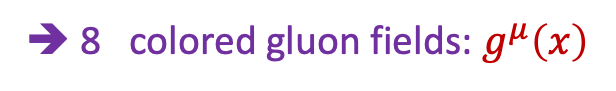 ➔ 8 colored gluon fields: g^μ(x)